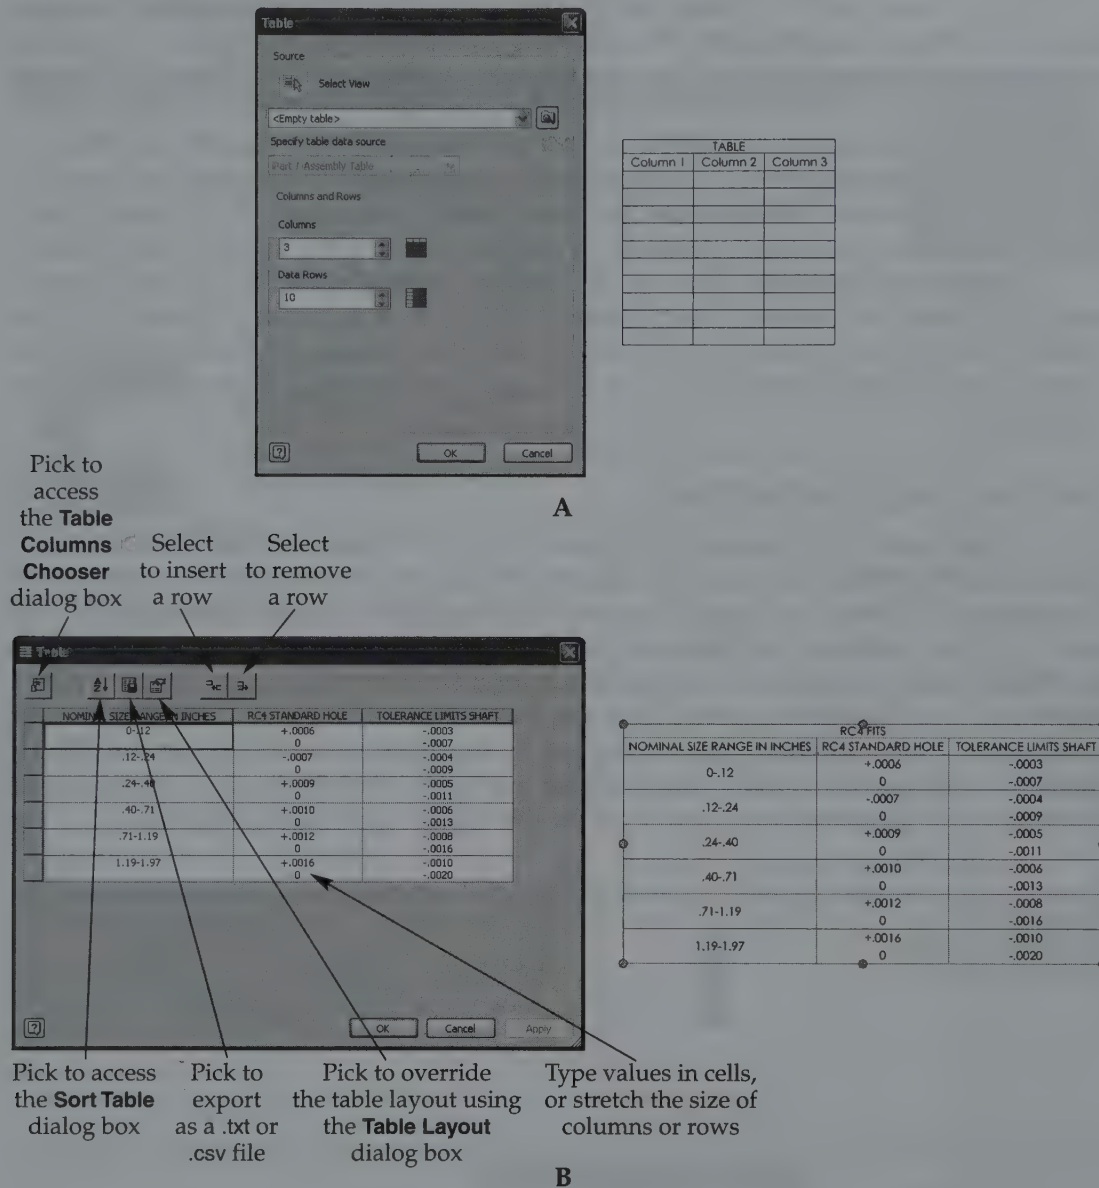 Table
Source
Select View
<Empty table>
Specify table data source
Part / Assembly Table
Columns and Rows
Columns
3
Data Rows
10
OK
Cancel
TABLE
Column 1 Column 2 Column 3
A
Pick to
access
the Table
Columns
Chooser
dialog box
Select
to insert
a row
Select
to remove
a row
Table
NOMINAL SIZE RANGE IN INCHES RC4 STANDARD HOLE TOLERANCE LIMITS SHAFT
0-.12 +.0006 -.0003
0 -.0007
.12-.24 -.0007 -.0004
0 -.0009
.24-.40 +.0009 -.0005
0 -.0011
.40-.71 +.0010 -.0006
0 -.0013
.71-1.19 +.0012 -.0008
0 -.0016
1.19-1.97 +.0016 -.0010
0 -.0020
OK
Cancel
Apply
RC4 FITS
NOMINAL SIZE RANGE IN INCHES RC4 STANDARD HOLE TOLERANCE LIMITS SHAFT
0-.12 +.0006 -.0003
0 -.0007
.12-.24 -.0007 -.0004
0 -.0009
.24-.40 +.0009 -.0005
0 -.0011
.40-.71 +.0010 -.0006
0 -.0013
.71-1.19 +.0012 -.0008
0 -.0016
1.19-1.97 +.0016 -.0010
0 -.0020
Pick to access
the Sort Table
dialog box
Pick to
export
as a .txt or
.csv file
Pick to override
the table layout using
the Table Layout
dialog box
Type values in cells,
or stretch the size of
columns or rows
B